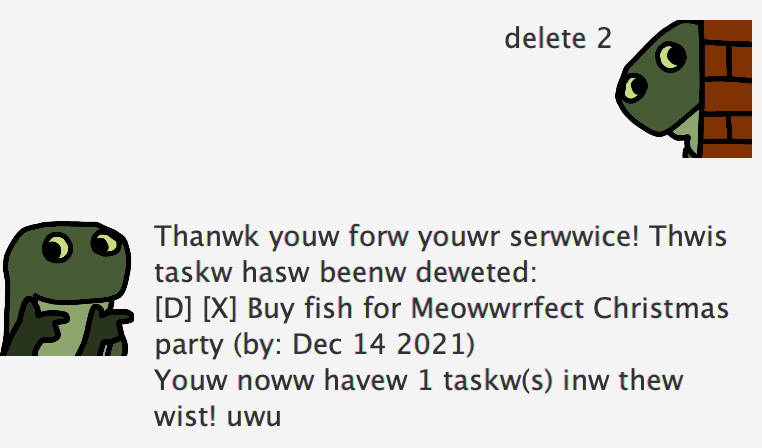 delete 2
Thanwk youw forw youwr serwwice! Thwis
taskw hasw beenw deweted:
[D] [X] Buy fish for Meowwrrfect Christmas
party (by: Dec 14 2021)
Youw noww havew 1 taskw(s) inw thew
wist! uwu